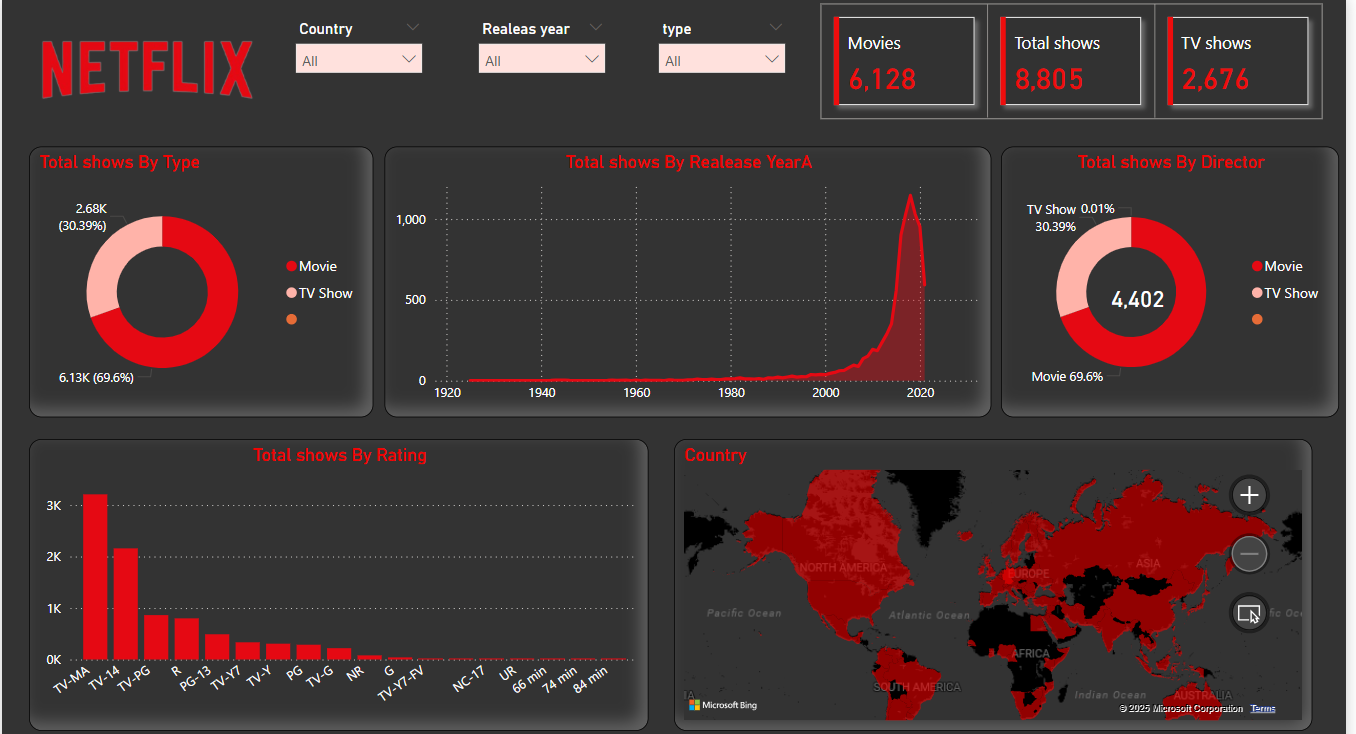 NETFLIX
Country
All
Realeas year
All
type
All
Movies
6,128
Total shows
8,805
TV shows
2,676
Total shows By Type
2.68K
(30.39%)
6.13K (69.6%)
Movie
TV Show
Total shows By Realease YearA
1,000
500
0
1920 1940 1960 1980 2000 2020
Total shows By Director
TV Show 0.01%
30.39%
4,402
Movie 69.6%
Movie
TV Show
Total shows By Rating
3K
2K
1K
0K
TV-MA TV-14 TV-PG R PG-13 TV-Y7 TV-Y PG TV-G NR G TV-Y7-FV NC-17 UR 66 min 74 min 84 min
Country
NORTH AMERICA
EUROPE
ASIA
Pacific Ocean
Atlantic Ocean
fic Oc
AFRICA
SOUTH AMERICA
Indian Ocean
IA
AUSTRALIA
Microsoft Bing
© 2025 Microsoft Corporation Terms